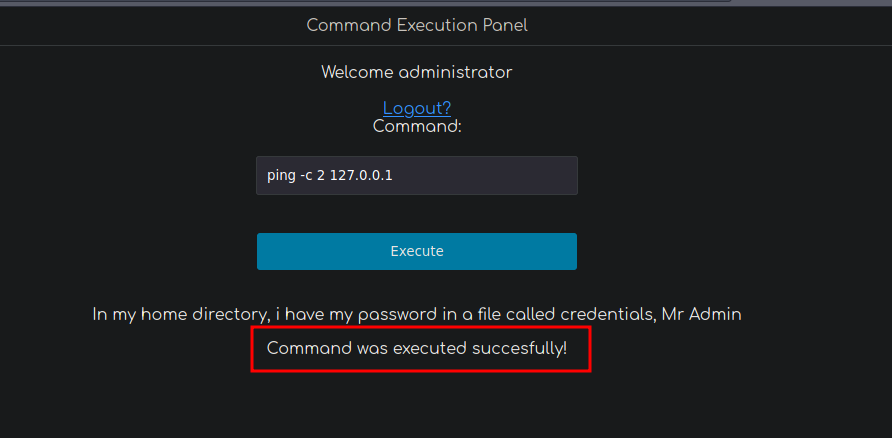 Command Execution Panel
Welcome administrator
Logout?
Command:
ping -c 2 127.0.0.1
Execute
In my home directory, i have my password in a file called credentials, Mr Admin
Command was executed succesfully!